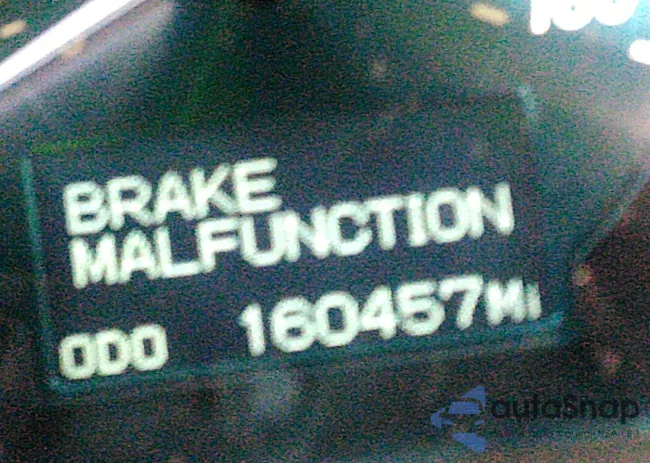 BRAKE
MALFUNCTION
ODO 160457Mi
autoSnap